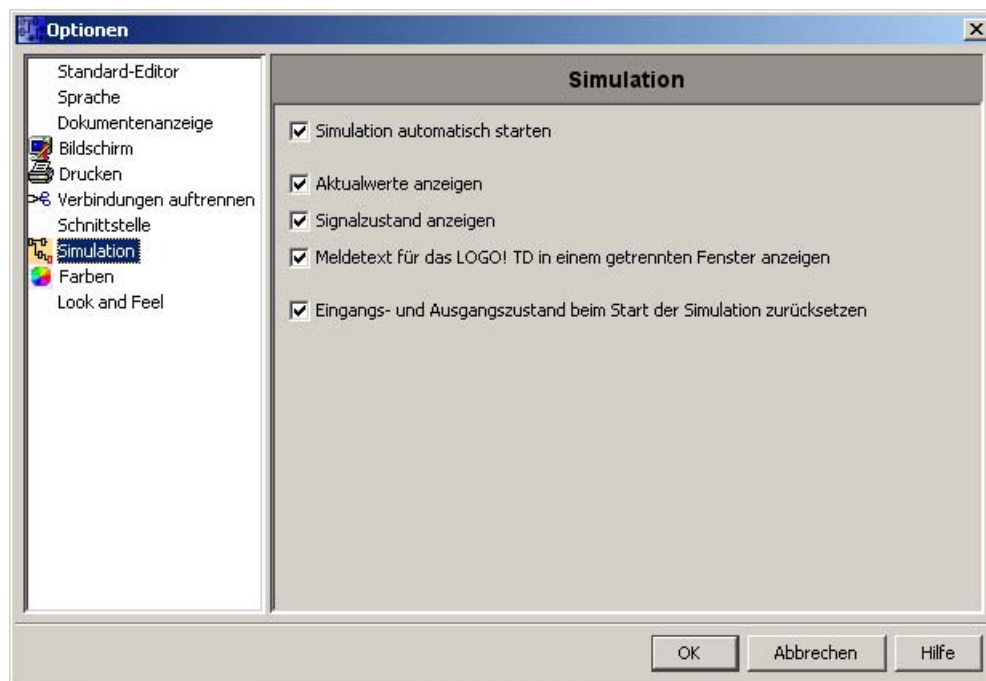 Optionen
Standard-Editor
Sprache
Dokumentenanzeige
Bildschirm
Drucken
Verbindungen auftrennen
Schnittstelle
Simulation
Farben
Look and Feel
Simulation
Simulation automatisch starten
Aktualwerte anzeigen
Signalzustand anzeigen
Meldetext für das LOGO! TD in einem getrennten Fenster anzeigen
Eingangs- und Ausgangszustand beim Start der Simulation zurücksetzen
OK Abbrechen Hilfe